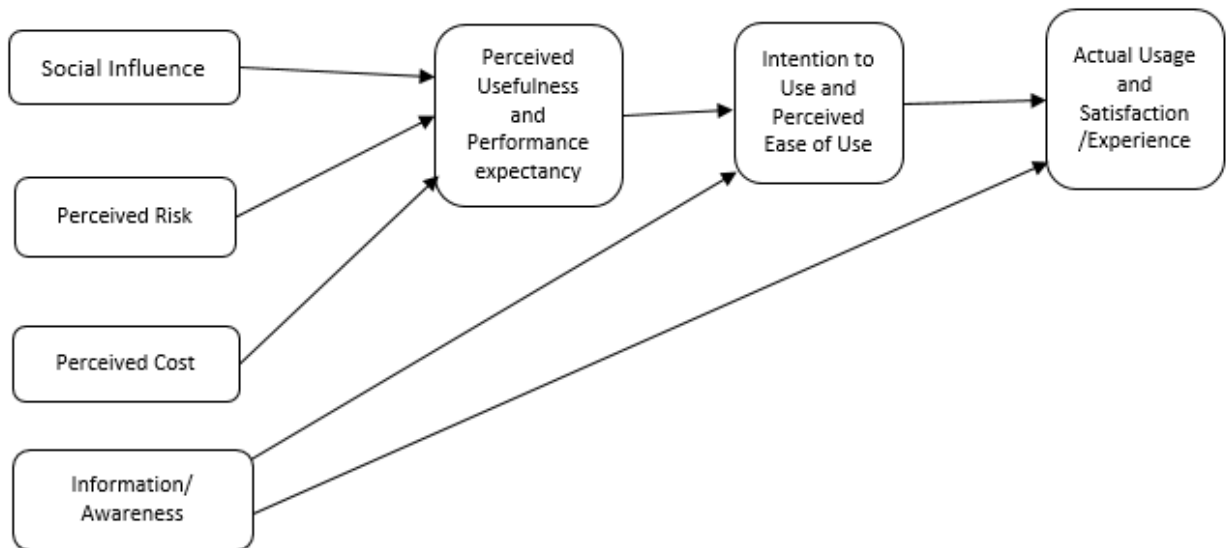 Social Influence
Perceived
Usefulness
and
Performance
expectancy
Intention to
Use and
Perceived
Ease of Use
Actual Usage
and
Satisfaction
/Experience
Perceived Risk
Perceived Cost
Information/
Awareness